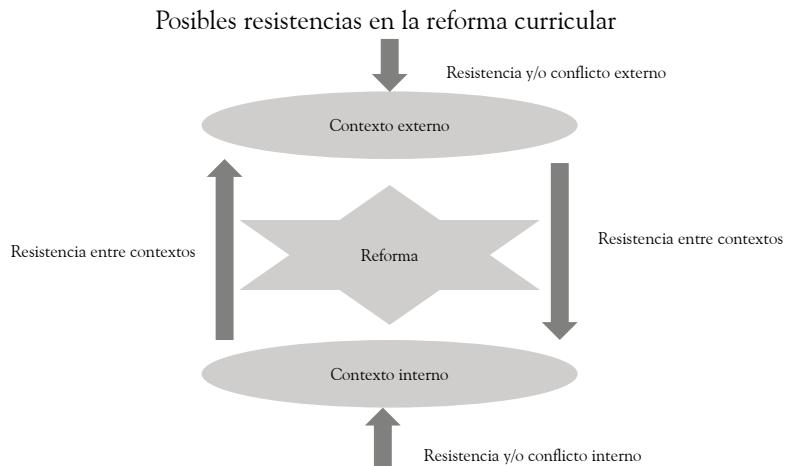 Posibles resistencias en la reforma curricular
Resistencia y/o conflicto externo
Contexto externo
Resistencia entre contextos
Reforma
Resistencia entre contextos
Contexto interno
Resistencia y/o conflicto interno